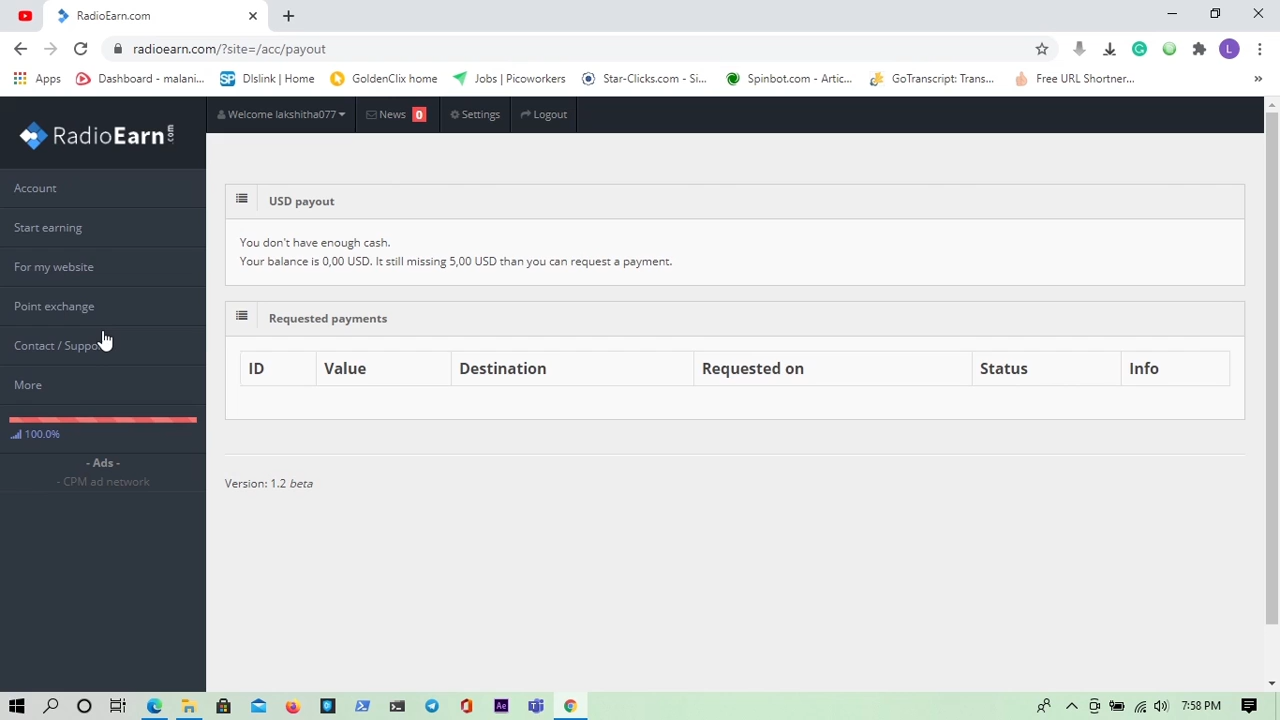 RadioEarn.com
radioearn.com/?site=/acc/payout
L
Apps
Dashboard - malani...
Dlslink | Home
GoldenClix home
Jobs | Picoworkers
Star-Clicks.com - Si...
Spinbot.com - Artic...
GoTranscript: Trans...
Free URL Shortner...
»
RadioEarn.com
Welcome lakshitha077
News 0
Settings
Logout
Account
Start earning
For my website
Point exchange
Contact / Suppo
More
100.0%
- Ads -
- CPM ad network
USD payout
You don't have enough cash.
Your balance is 0,00 USD. It still missing 5,00 USD than you can request a payment.
Requested payments
ID Value Destination Requested on Status Info
Version: 1.2 beta
Ae
7:58 PM